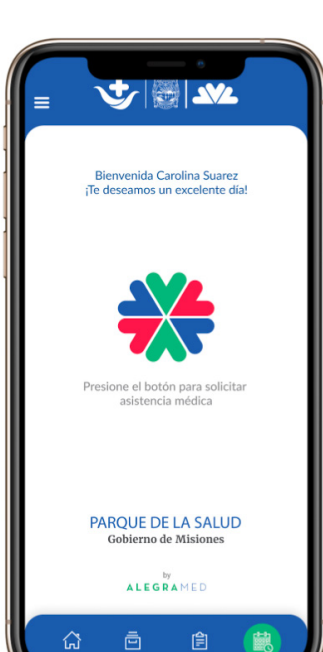 Bienvenida Carolina Suarez
¡Te deseamos un excelente día!
Presione el botón para solicitar
asistencia médica
PARQUE DE LA SALUD
Gobierno de Misiones
by
ALEGRAMED